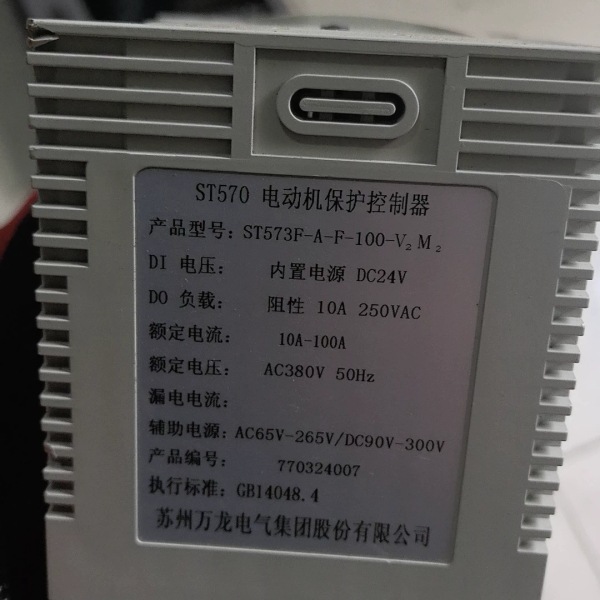 ST570 电动机保护控制器
产品型号: ST573F-A-F-100-V₂M₂
DI 电压: 内置电源 DC24V
DO 负载: 阻性 10A 250VAC
额定电流: 10A-100A
额定电压: AC380V 50Hz
漏电电流:
辅助电源: AC65V-265V/DC90V-300V
产品编号: 770324007
执行标准: GB14048.4
苏州万龙电气集团股份有限公司